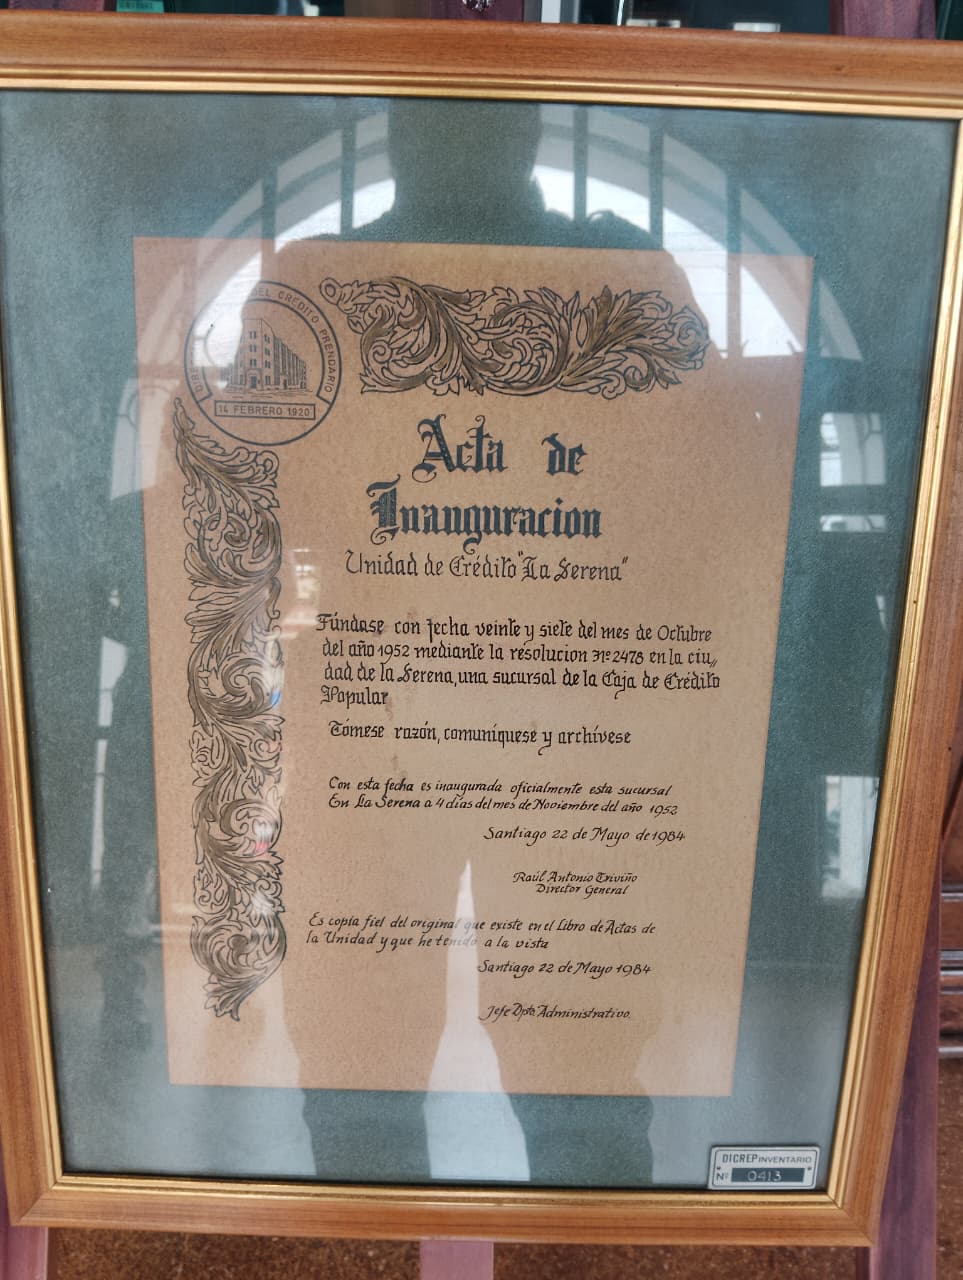 DEL CREDITO PRENDARIO
14 FEBRERO 1920
Acta de
Inauguracion
Unidad de Crédito "La Serena"
Fúndase con fecha veinte y siete del mes de Octubre
del año 1952 mediante la resolucion Nº 2478 en la ciu„
dad de la Serena, una sucursal de la Caja de Crédito
Popular
Tómese razón, comuníquese y archívese
Con esta fecha es inaugurada oficialmente esta sucursal
En La Serena a 4 días del mes de Noviembre del año 1952
Santiago 22 de Mayo de 1984
Raúl Antonio Triviño
Director General
Es copia fiel del original que existe en el Libro de Actas de
la Unidad y que he tenido a la vista
Santiago 22 de Mayo 1984
Jefe Dpto Administrativo
DICREP INVENTARIO
Nº 0413